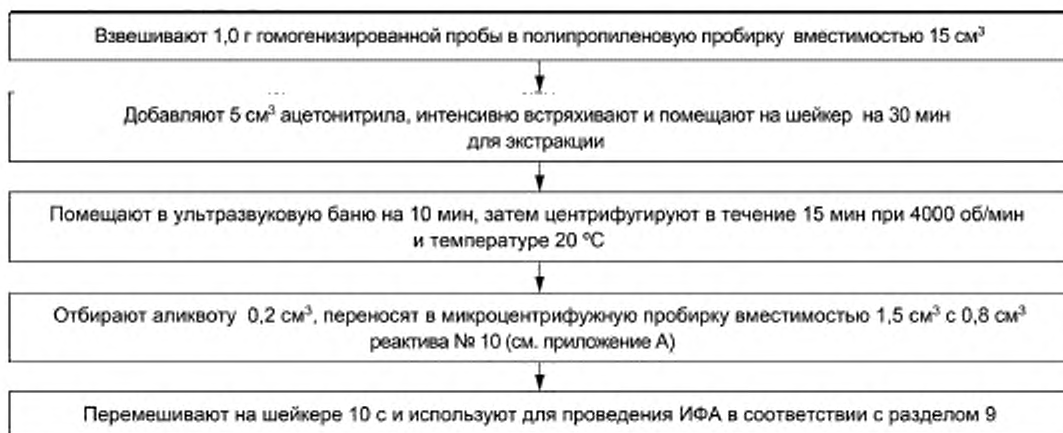 Взвешивают 1,0 г гомогенизированной пробы в полипропиленовую пробирку вместимостью 15 см³
Добавляют 5 см³ ацетонитрила, интенсивно встряхивают и помещают на шейкер на 30 мин
для экстракции
Помещают в ультразвуковую баню на 10 мин, затем центрифугируют в течение 15 мин при 4000 об/мин
и температуре 20 ºС
Отбирают аликвоту 0,2 см³, переносят в микроцентрифужную пробирку вместимостью 1,5 см³ с 0,8 см³
реактива № 10 (см. приложение А)
Перемешивают на шейкере 10 с и используют для проведения ИФА в соответствии с разделом 9